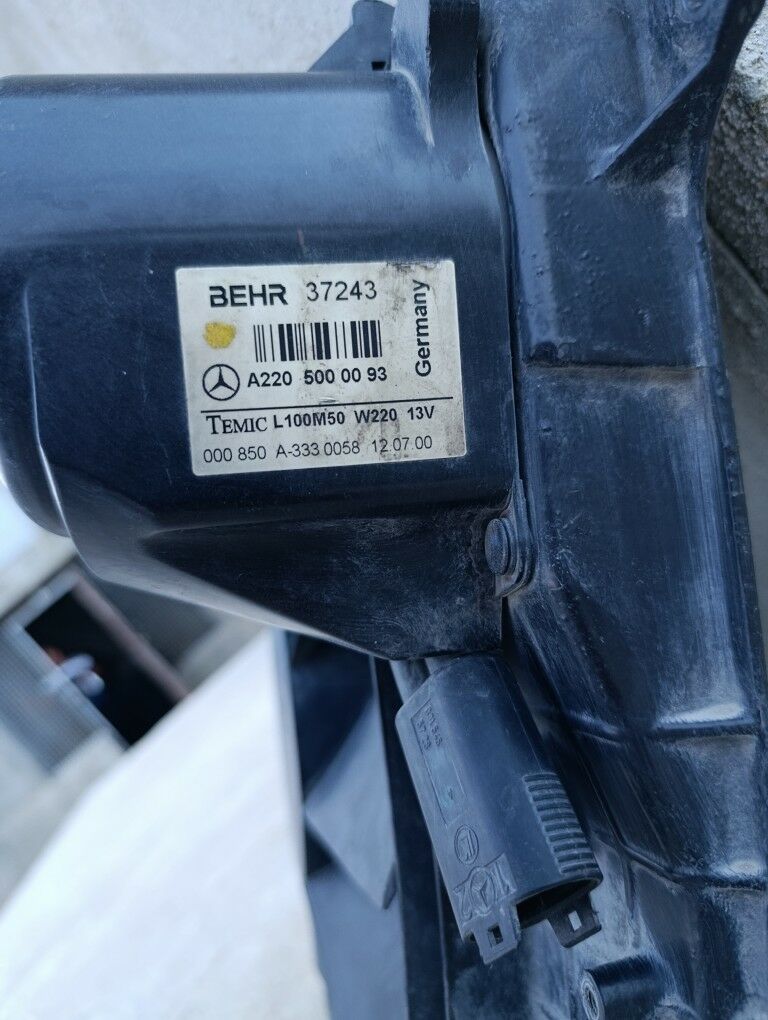 BEHR 37243
Germany
A220 500 00 93
TEMIC L100M50 W220 13V
000 850 A-333 0058 12.07.00